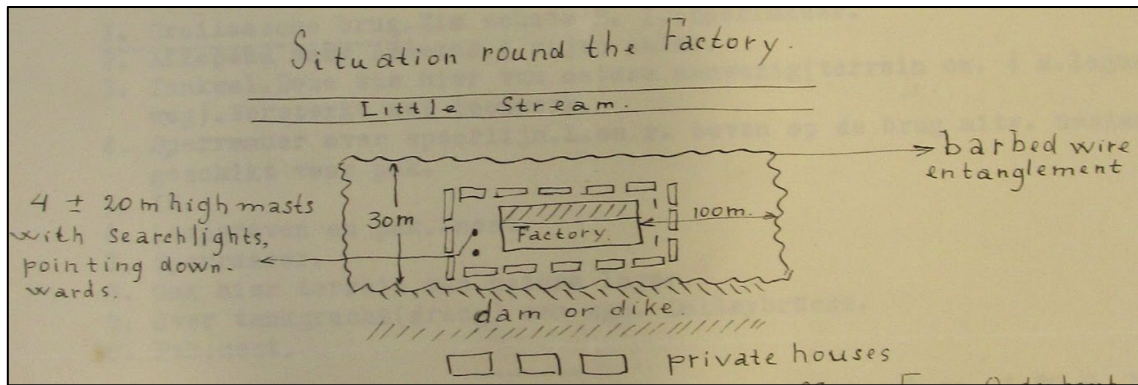 Situation round the Factory.
Little Stream.
barbed wire
entanglement
4 ± 20 m high masts
with searchlights,
pointing down-
wards.
30m
100m.
Factory.
dam or dike.
private houses